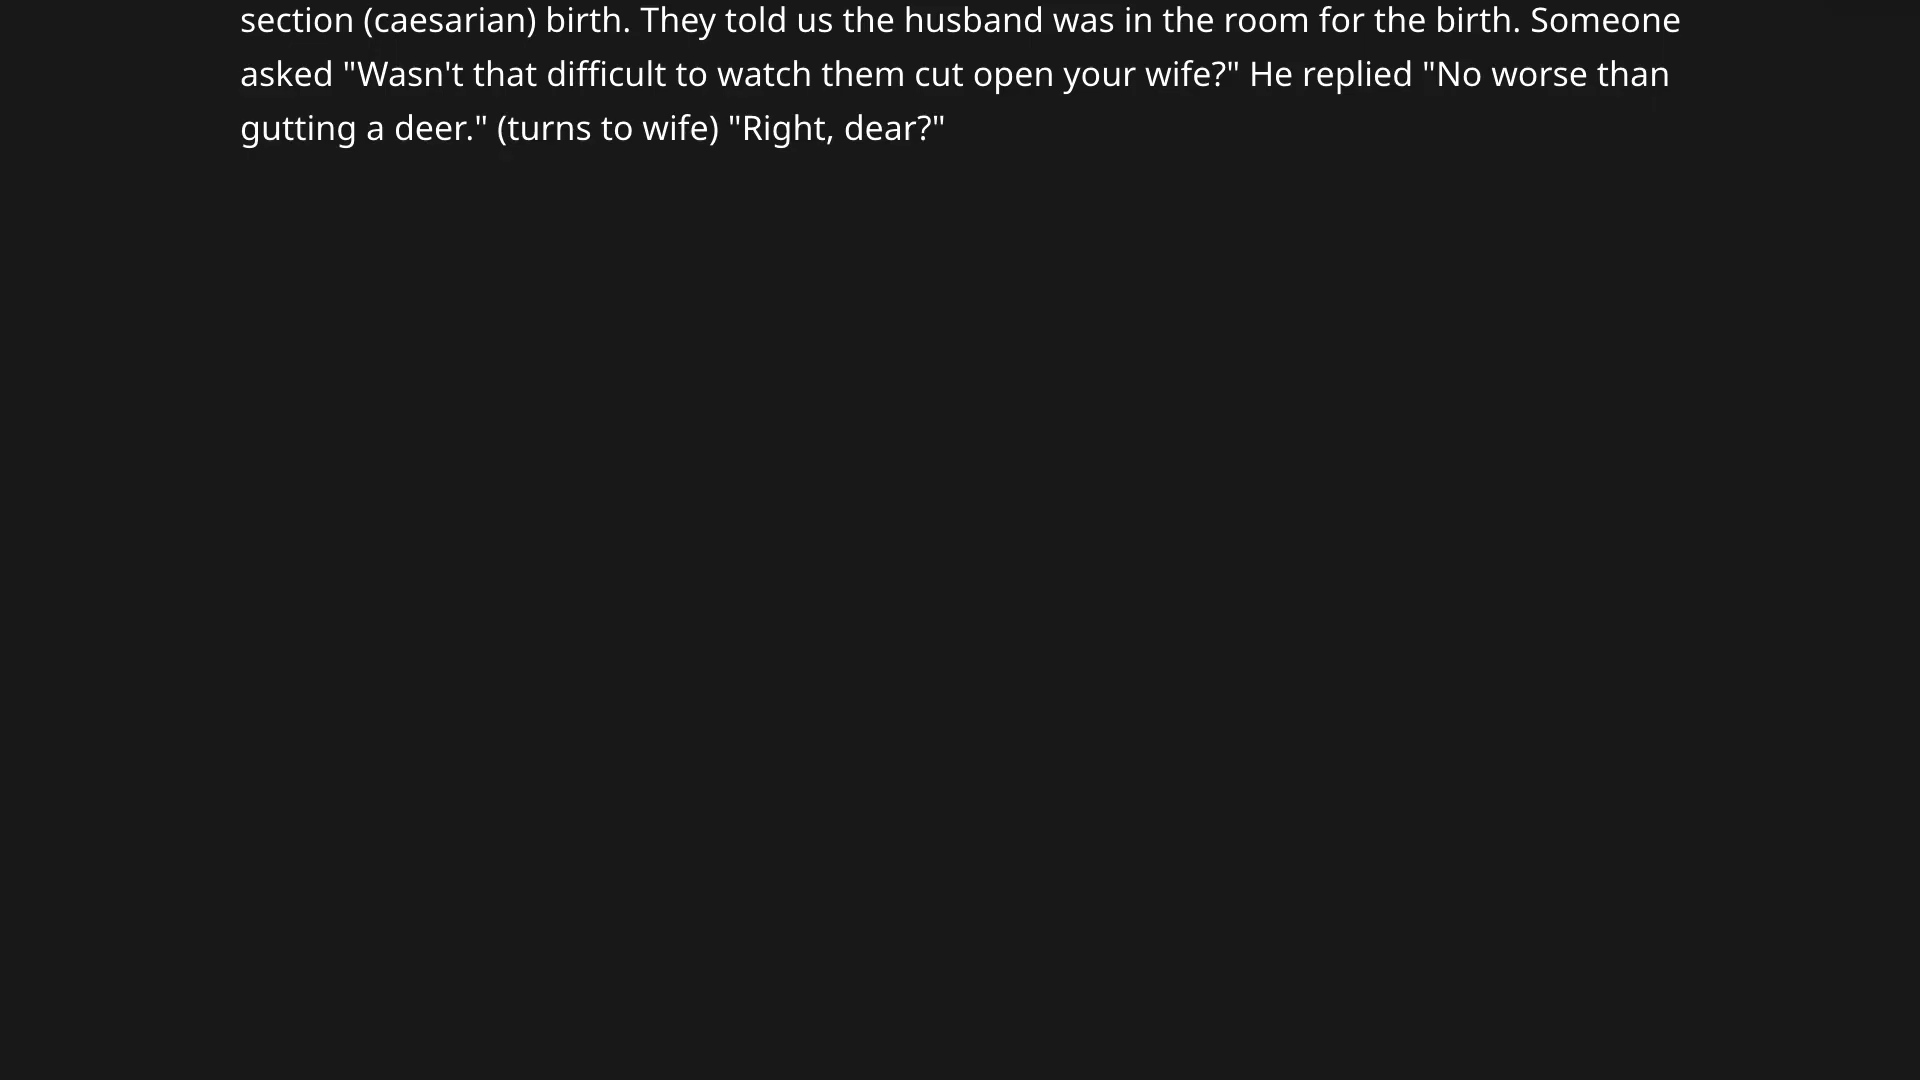 section (caesarian) birth. They told us the husband was in the room for the birth. Someone
asked "Wasn't that difficult to watch them cut open your wife?" He replied "No worse than
gutting a deer." (turns to wife) "Right, dear?"